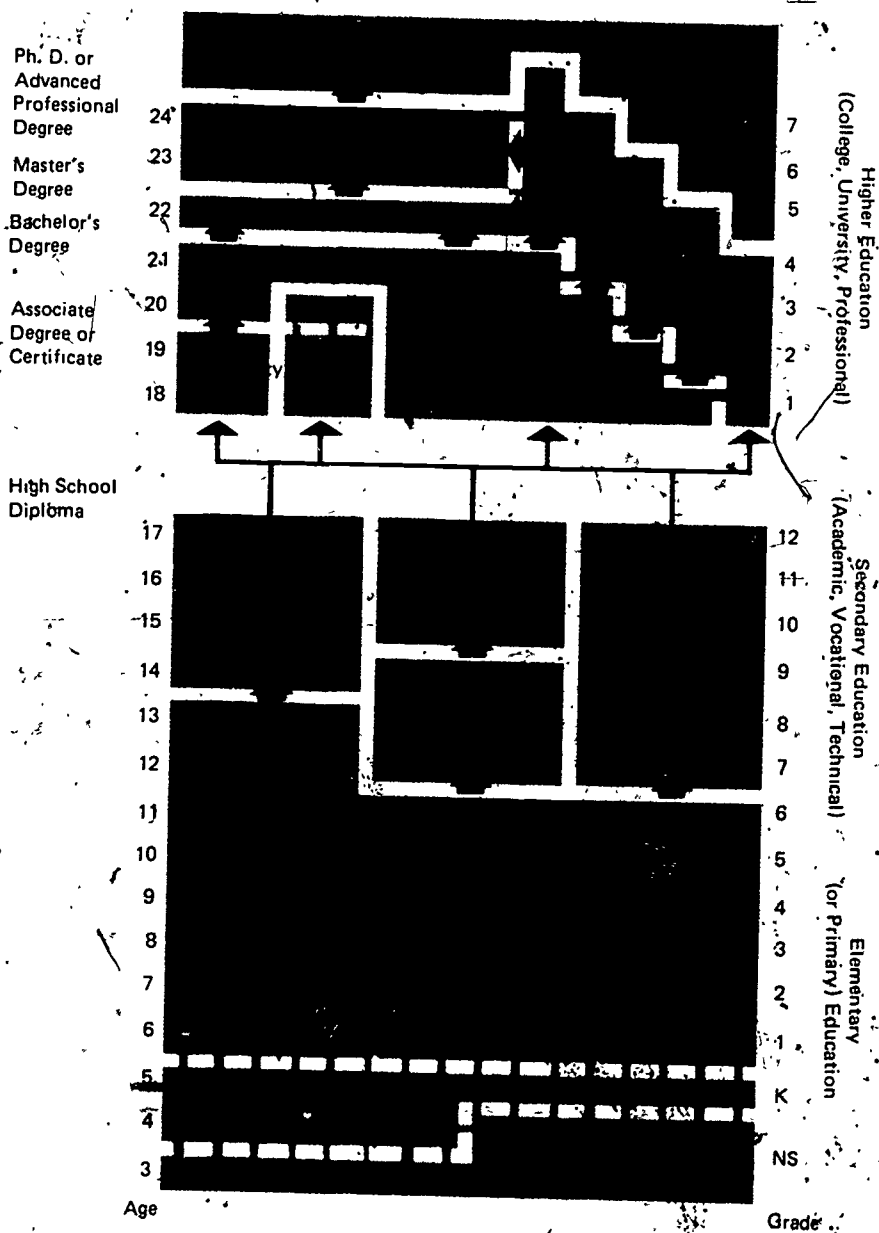 Ph. D. or
Advanced
Professional
Degree
24
23
Master's
Degree
22
Bachelor's
Degree
21
20
Associate
Degree or
Certificate
19
18
High School
Diploma
17
16
15
14
13
12
11
10
9
8
7
6
5
4
3
Age
7
6
5
4
3
2
1
12
11
10
9
8
7
6
5
4
3
2
1
K
NS
Grade
Higher Education
(College, University, Professional)
Secondary Education
(Academic, Vocational, Technical)
Elementary
(or Primary) Education